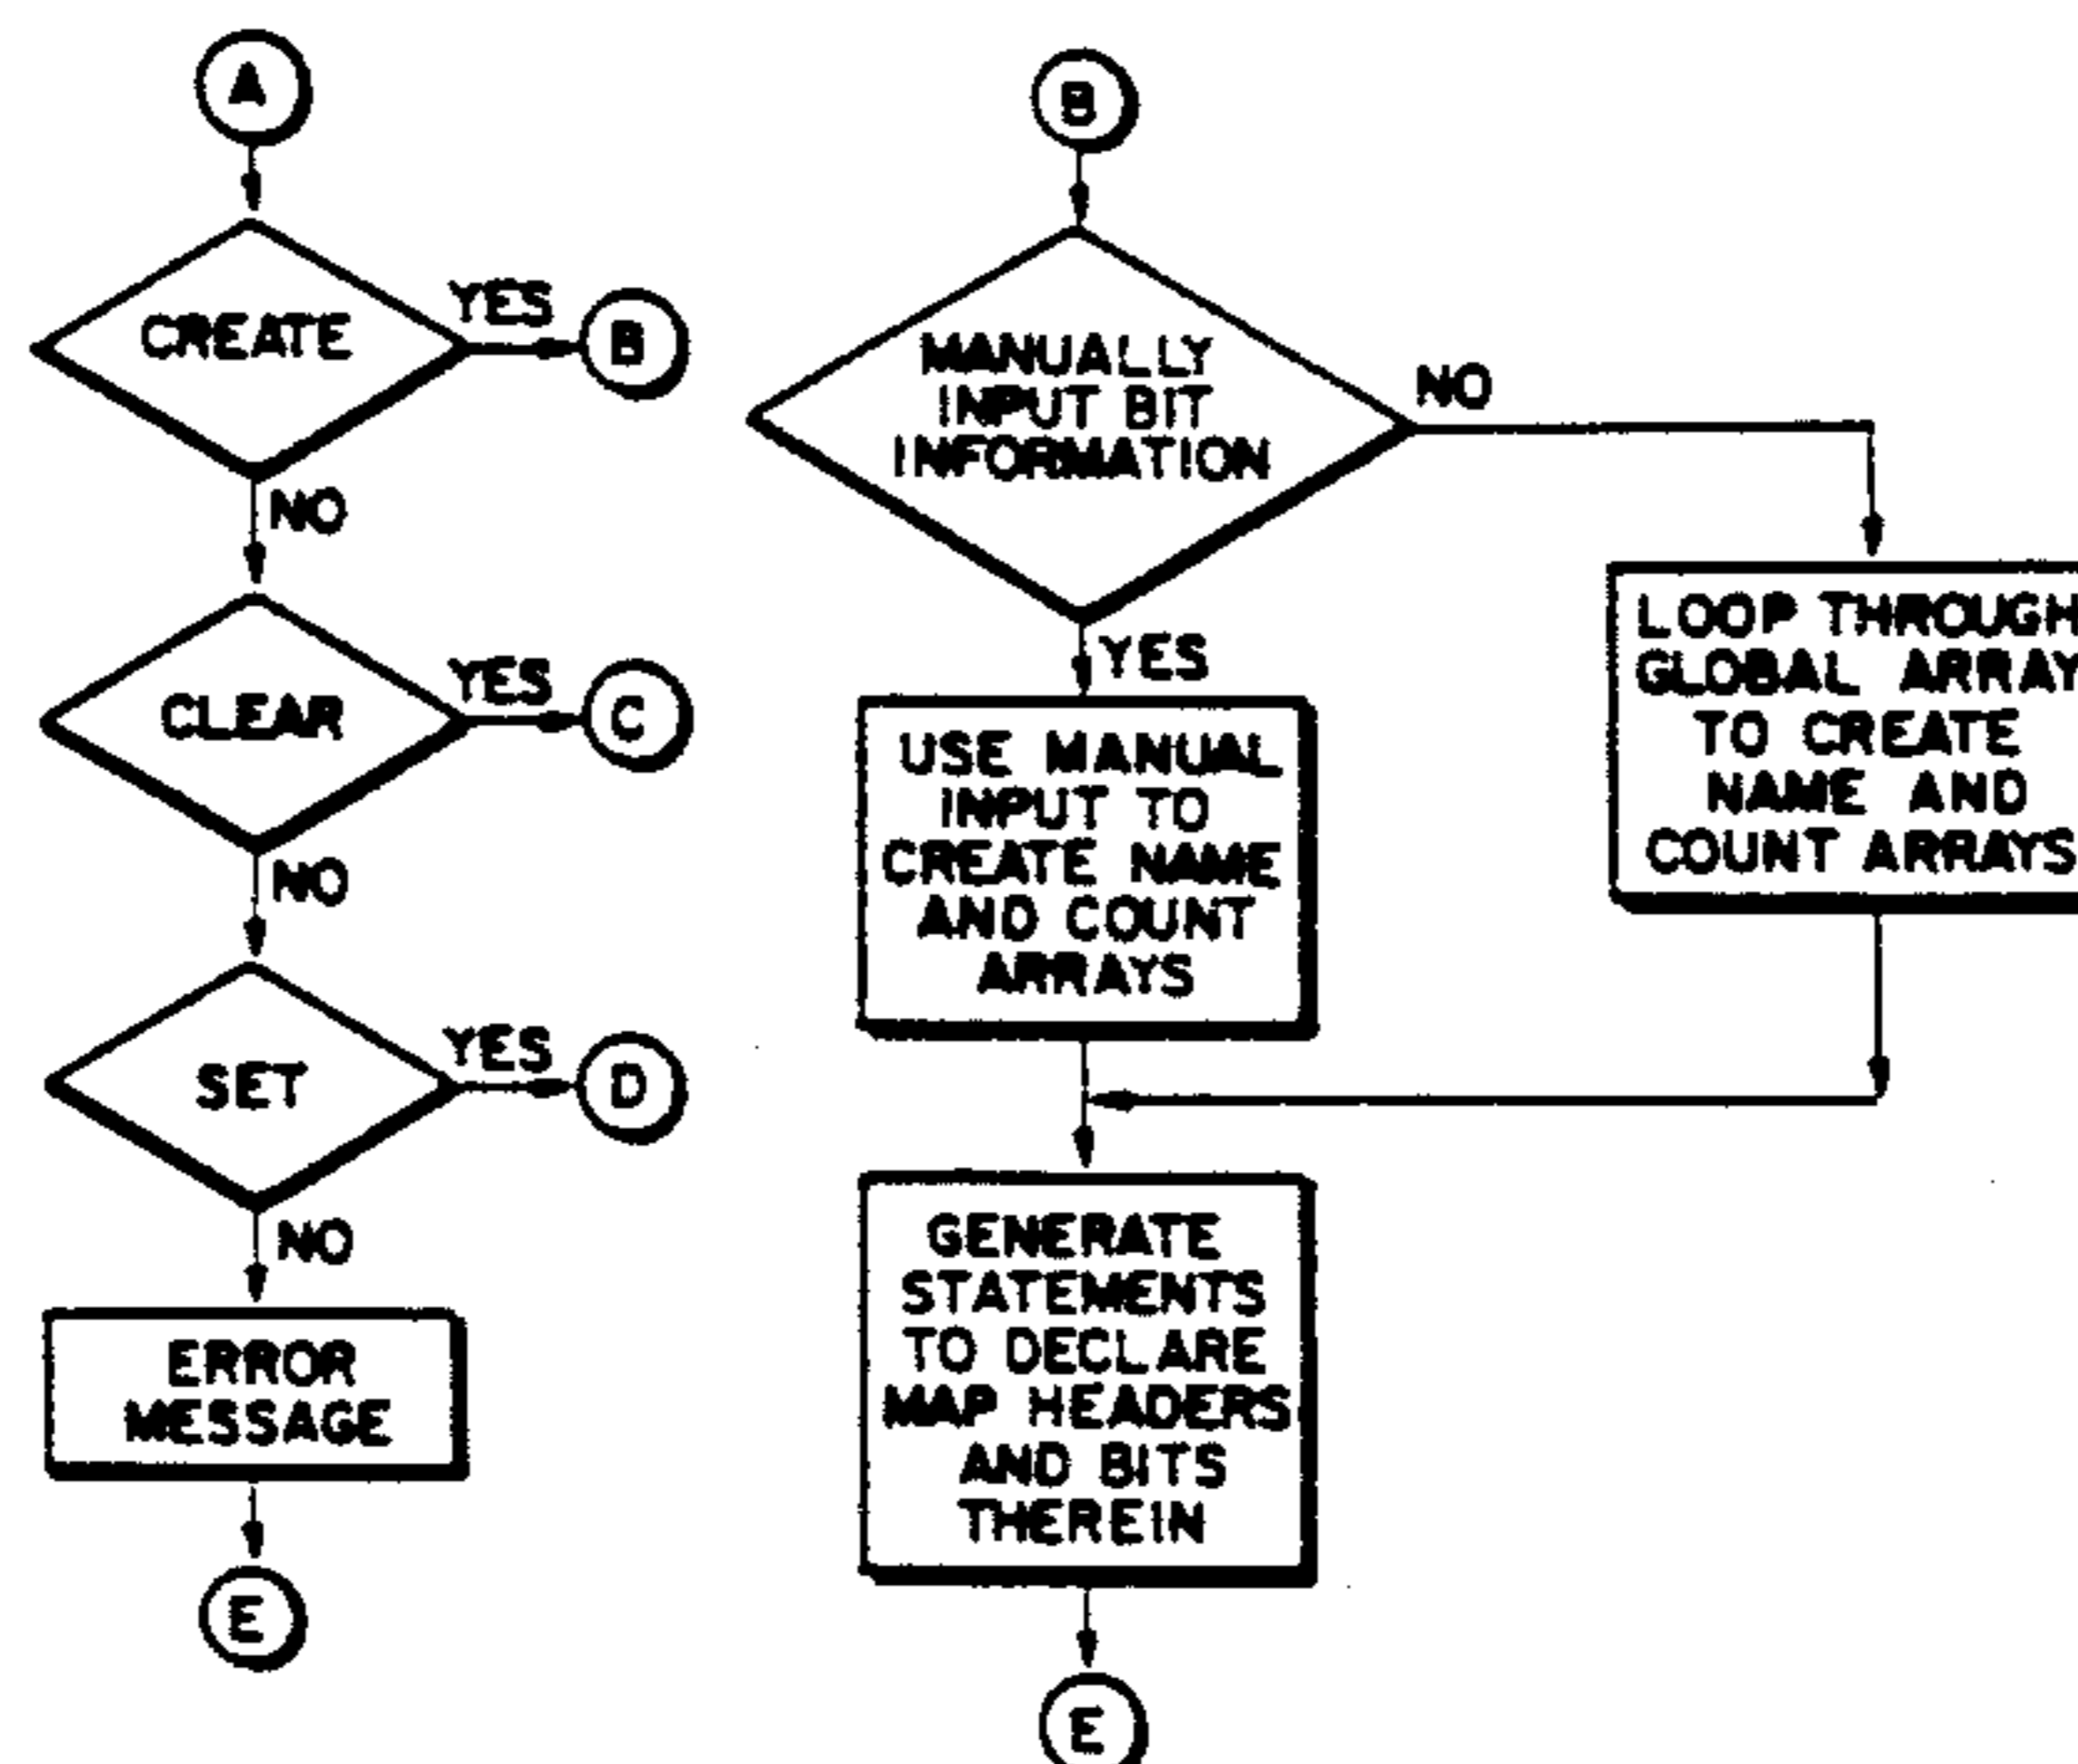 A
CREATE
YES
B
NO
CLEAR
YES
C
NO
SET
YES
D
NO
ERROR
MESSAGE
E
B
MANUALLY
INPUT BIT
INFORMATION
NO
YES
USE MANUAL
INPUT TO
CREATE NAME
AND COUNT
ARRAYS
LOOP THROUGH
GLOBAL ARRAY
TO CREATE
NAME AND
COUNT ARRAYS
GENERATE
STATEMENTS
TO DECLARE
MAP HEADERS
AND BITS
THEREIN
E